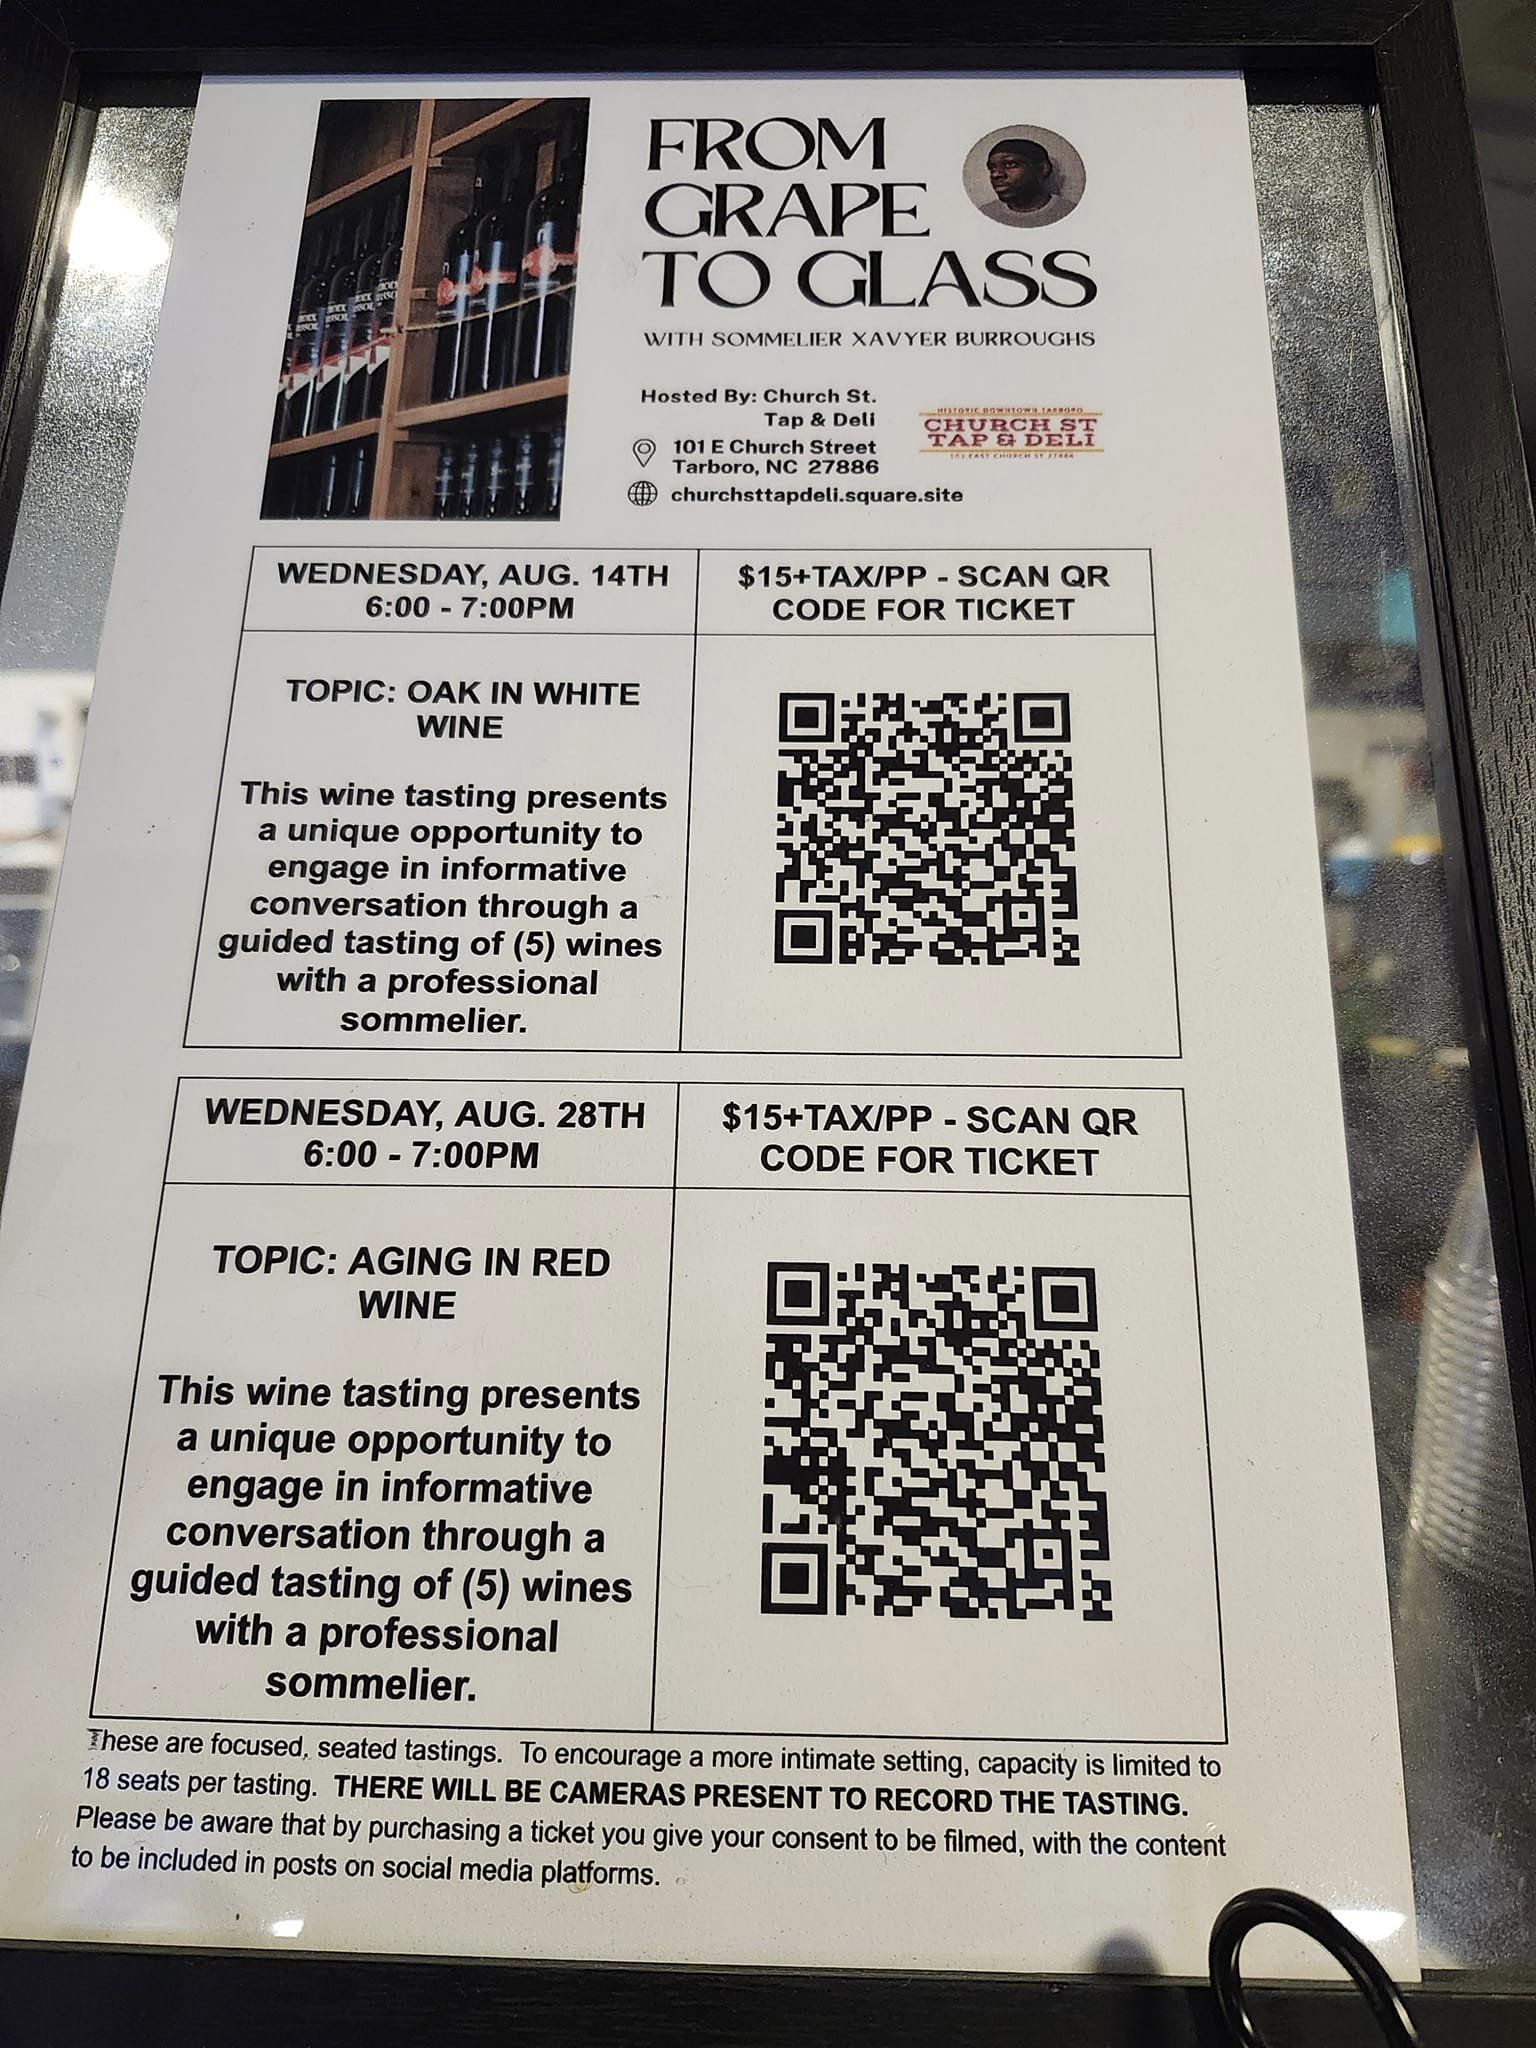 FROM
GRAPE
TO GLASS
WITH SOMMELIER XAVYER BURROUGHS
Hosted By: Church St.
Tap & Deli
101 E Church Street
Tarboro, NC 27886
churchsttapdeli.square.site
HISTORIC DOWNTOWN TARBORO
CHURCH ST
TAP & DELI
101 EAST CHURCH ST 27886
WEDNESDAY, AUG. 14TH
6:00 - 7:00PM
$15+TAX/PP - SCAN QR
CODE FOR TICKET
TOPIC: OAK IN WHITE
WINE
This wine tasting presents
a unique opportunity to
engage in informative
conversation through a
guided tasting of (5) wines
with a professional
sommelier.
WEDNESDAY, AUG. 28TH
6:00 - 7:00PM
$15+TAX/PP - SCAN QR
CODE FOR TICKET
TOPIC: AGING IN RED
WINE
This wine tasting presents
a unique opportunity to
engage in informative
conversation through a
guided tasting of (5) wines
with a professional
sommelier.
These are focused, seated tastings. To encourage a more intimate setting, capacity is limited to
18 seats per tasting. THERE WILL BE CAMERAS PRESENT TO RECORD THE TASTING.
Please be aware that by purchasing a ticket you give your consent to be filmed, with the content
to be included in posts on social media platforms.